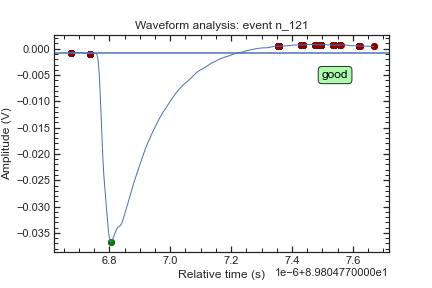 Waveform analysis: event n_121
Amplitude (V)
0.000
−0.005
−0.010
−0.015
−0.020
−0.025
−0.030
−0.035
good
6.8 7.0 7.2 7.4 7.6
Relative time (s)
1e−6+8.9804770000e1